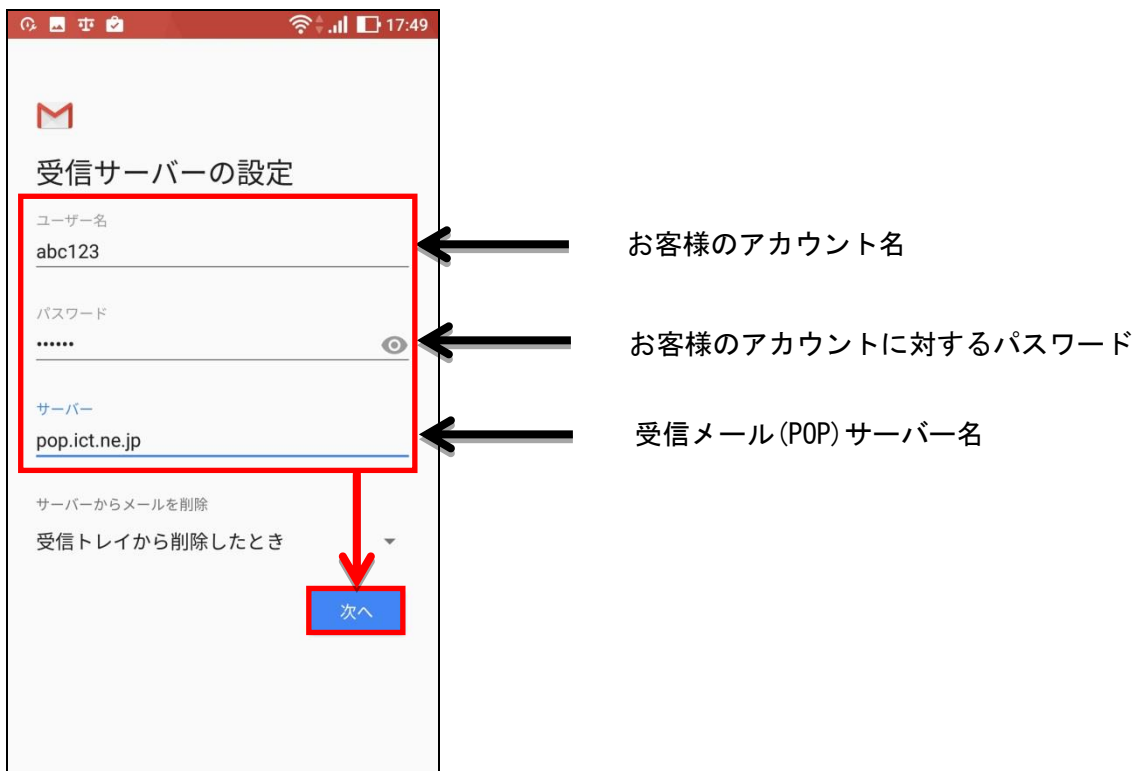 17:49
受信サーバーの設定
ユーザー名
abc123
お客様のアカウント名
パスワード
••••••
お客様のアカウントに対するパスワード
サーバー
pop.ict.ne.jp
受信メール(POP)サーバー名
サーバーからメールを削除
受信トレイから削除したとき
次へ